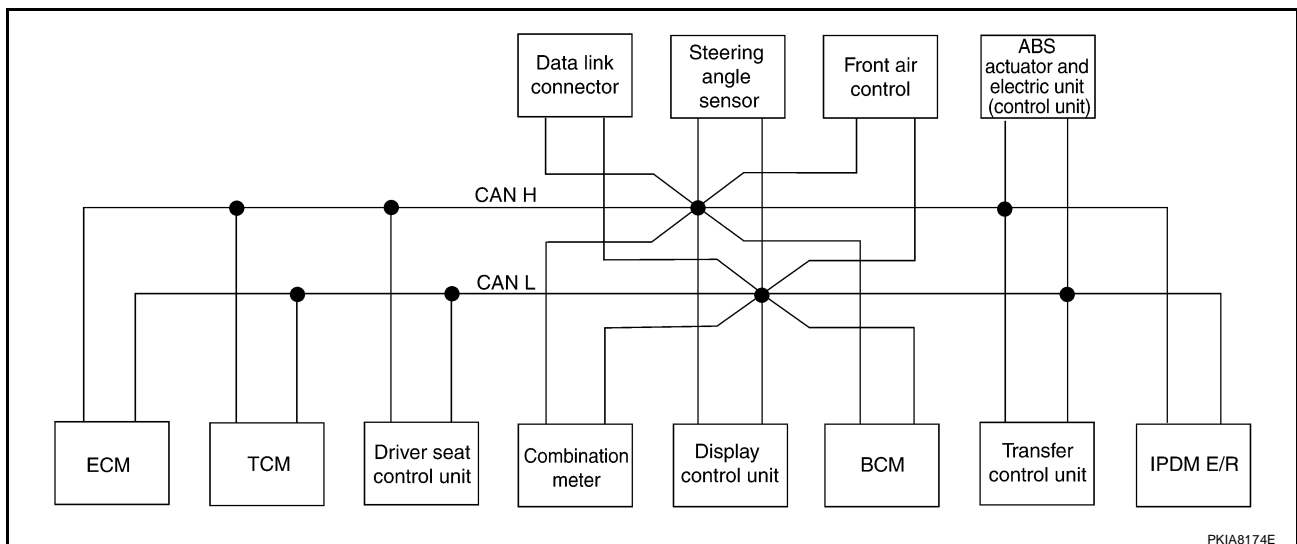 Data link
connector
Steering
angle
sensor
Front air
control
ABS
actuator and
electric unit
(control unit)
CAN H
CAN L
ECM
TCM
Driver seat
control unit
Combination
meter
Display
control unit
BCM
Transfer
control unit
IPDM E/R
PKIA8174E